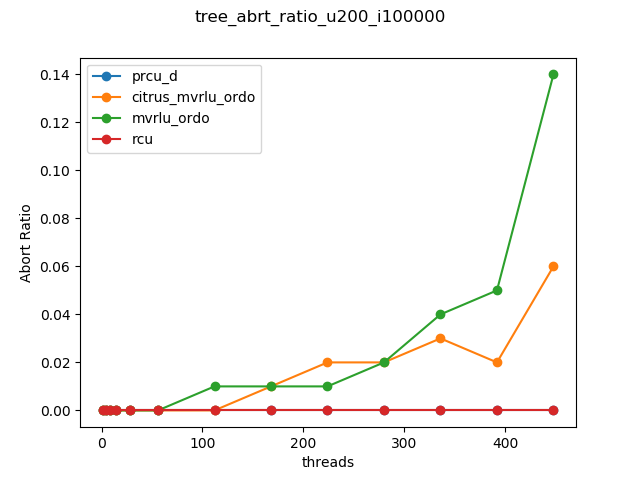 tree_abrt_ratio_u200_i100000
prcu_d
citrus_mvrlu_ordo
mvrlu_ordo
rcu
Abort Ratio
0.14
0.12
0.10
0.08
0.06
0.04
0.02
0.00
0 100 200 300 400
threads